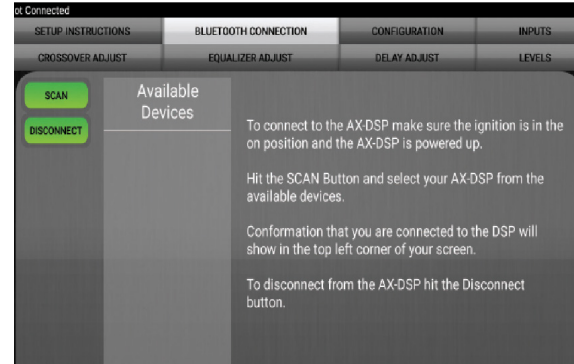 ot Connected
SETUP INSTRUCTIONS BLUETOOTH CONNECTION CONFIGURATION INPUTS
CROSSOVER ADJUST EQUALIZER ADJUST DELAY ADJUST LEVELS
SCAN
DISCONNECT
Available
Devices
To connect to the AX-DSP make sure the ignition is in the
on position and the AX-DSP is powered up.
Hit the SCAN Button and select your AX-DSP from the
available devices.
Conformation that you are connected to the DSP will
show in the top left corner of your screen.
To disconnect from the AX-DSP hit the Disconnect
button.